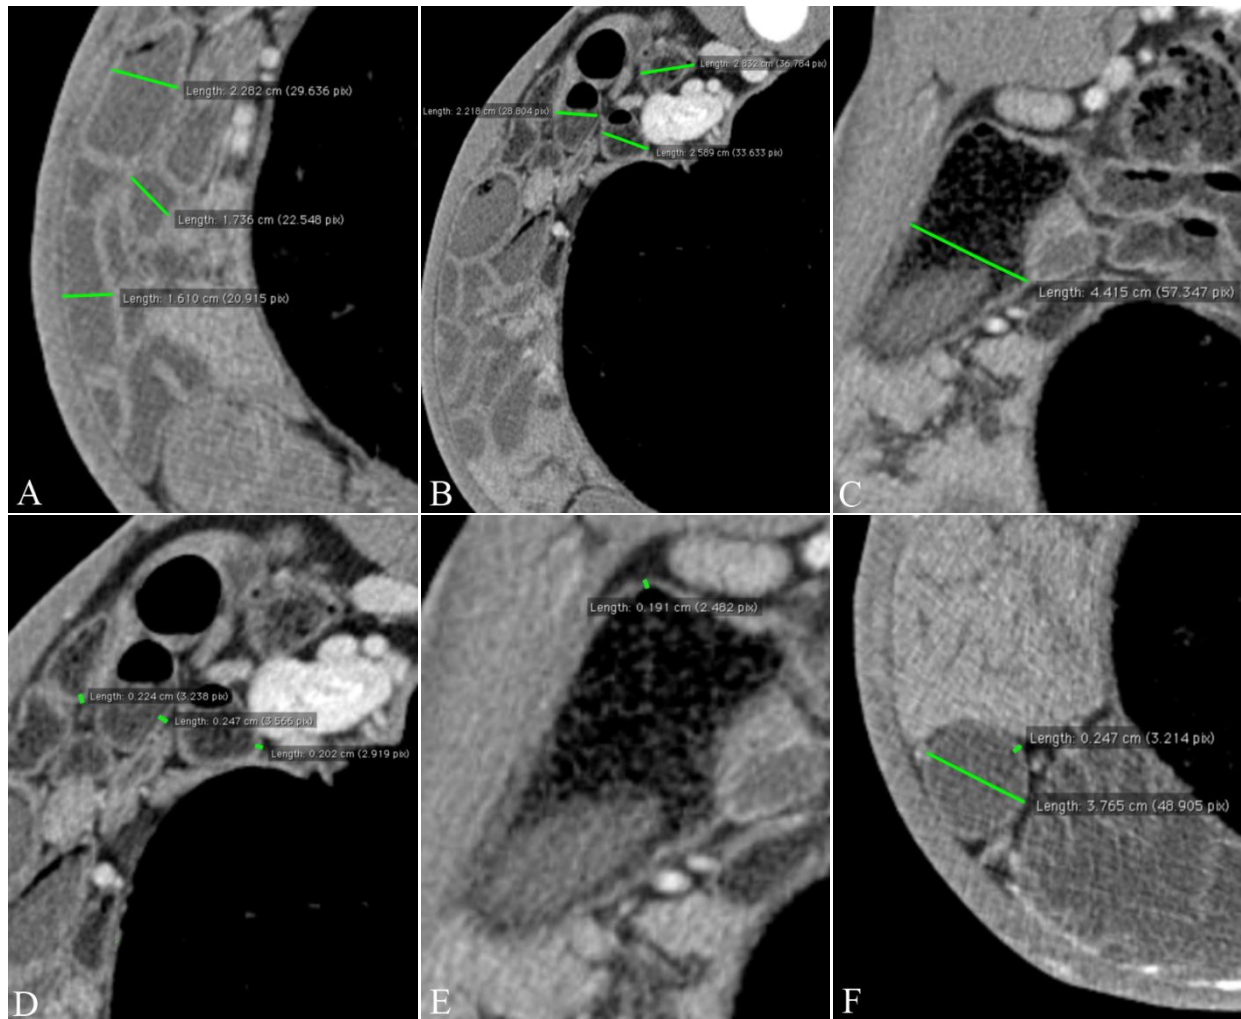 Length: 2.282 cm (29.636 pix)
Length: 1.736 cm (22.548 pix)
Length: 1.610 cm (20.915 pix)
A
Length: 2.832 cm (36.784 pix)
Length: 2.218 cm (28.804 pix)
Length: 2.589 cm (33.633 pix)
B
Length: 4.415 cm (57.347 pix)
C
Length: 0.224 cm (3.238 pix)
Length: 0.247 cm (3.566 pix)
Length: 0.202 cm (2.919 pix)
D
Length: 0.191 cm (2.482 pix)
E
Length: 0.247 cm (3.214 pix)
Length: 3.765 cm (48.905 pix)
F